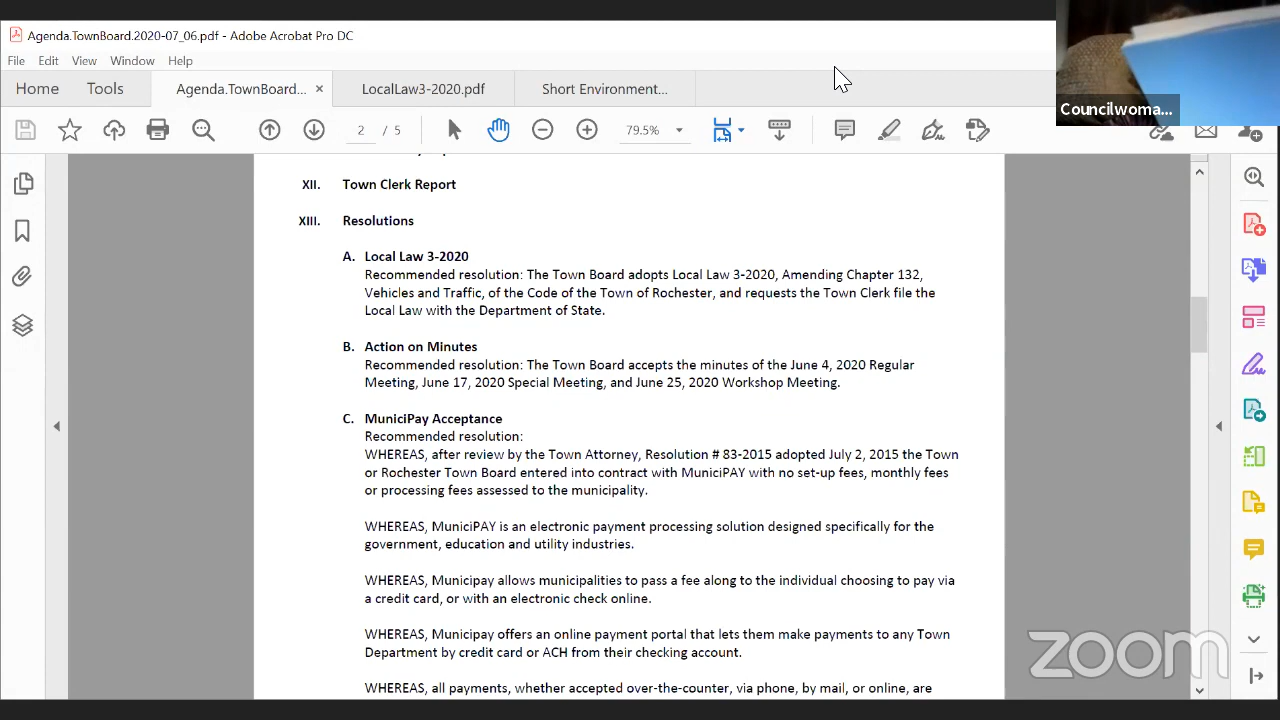 Agenda.TownBoard.2020-07_06.pdf - Adobe Acrobat Pro DC
File Edit View Window Help
Home Tools Agenda.TownBoard... × LocalLaw3-2020.pdf Short Environment...
Councilwoma...
2 / 5 79.5%
XII. Town Clerk Report
XIII. Resolutions
A. Local Law 3-2020
Recommended resolution: The Town Board adopts Local Law 3-2020, Amending Chapter 132,
Vehicles and Traffic, of the Code of the Town of Rochester, and requests the Town Clerk file the
Local Law with the Department of State.
B. Action on Minutes
Recommended resolution: The Town Board accepts the minutes of the June 4, 2020 Regular
Meeting, June 17, 2020 Special Meeting, and June 25, 2020 Workshop Meeting.
C. MuniciPay Acceptance
Recommended resolution:
WHEREAS, after review by the Town Attorney, Resolution # 83-2015 adopted July 2, 2015 the Town
or Rochester Town Board entered into contract with MuniciPAY with no set-up fees, monthly fees
or processing fees assessed to the municipality.
WHEREAS, MuniciPAY is an electronic payment processing solution designed specifically for the
government, education and utility industries.
WHEREAS, Municipay allows municipalities to pass a fee along to the individual choosing to pay via
a credit card, or with an electronic check online.
WHEREAS, Municipay offers an online payment portal that lets them make payments to any Town
Department by credit card or ACH from their checking account.
WHEREAS, all payments, whether accepted over-the-counter, via phone, by mail, or online, are
zoom